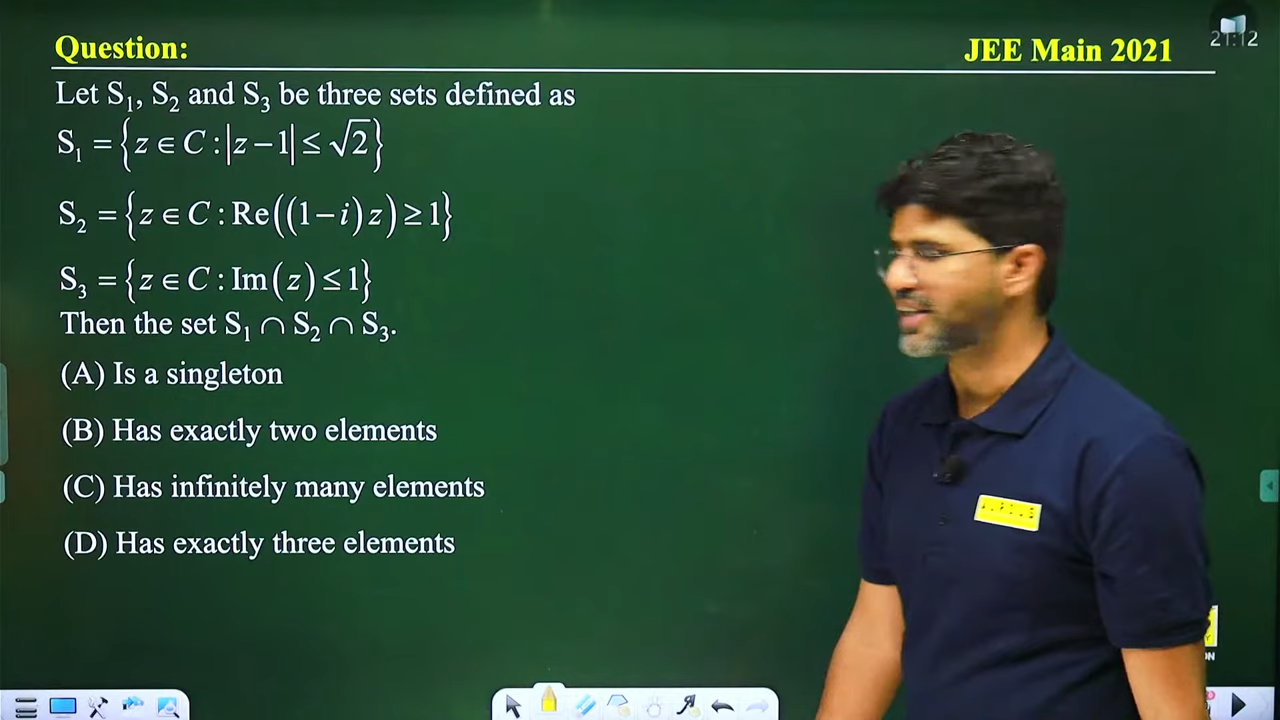 Question:
JEE Main 2021
21:12
Let S₁, S₂ and S₃ be three sets defined as
S₁ = {z ∈ C : |z − 1| ≤ √2}
S₂ = {z ∈ C : Re((1 − i)z) ≥ 1}
S₃ = {z ∈ C : Im(z) ≤ 1}
Then the set S₁ ∩ S₂ ∩ S₃.
(A) Is a singleton
(B) Has exactly two elements
(C) Has infinitely many elements
(D) Has exactly three elements